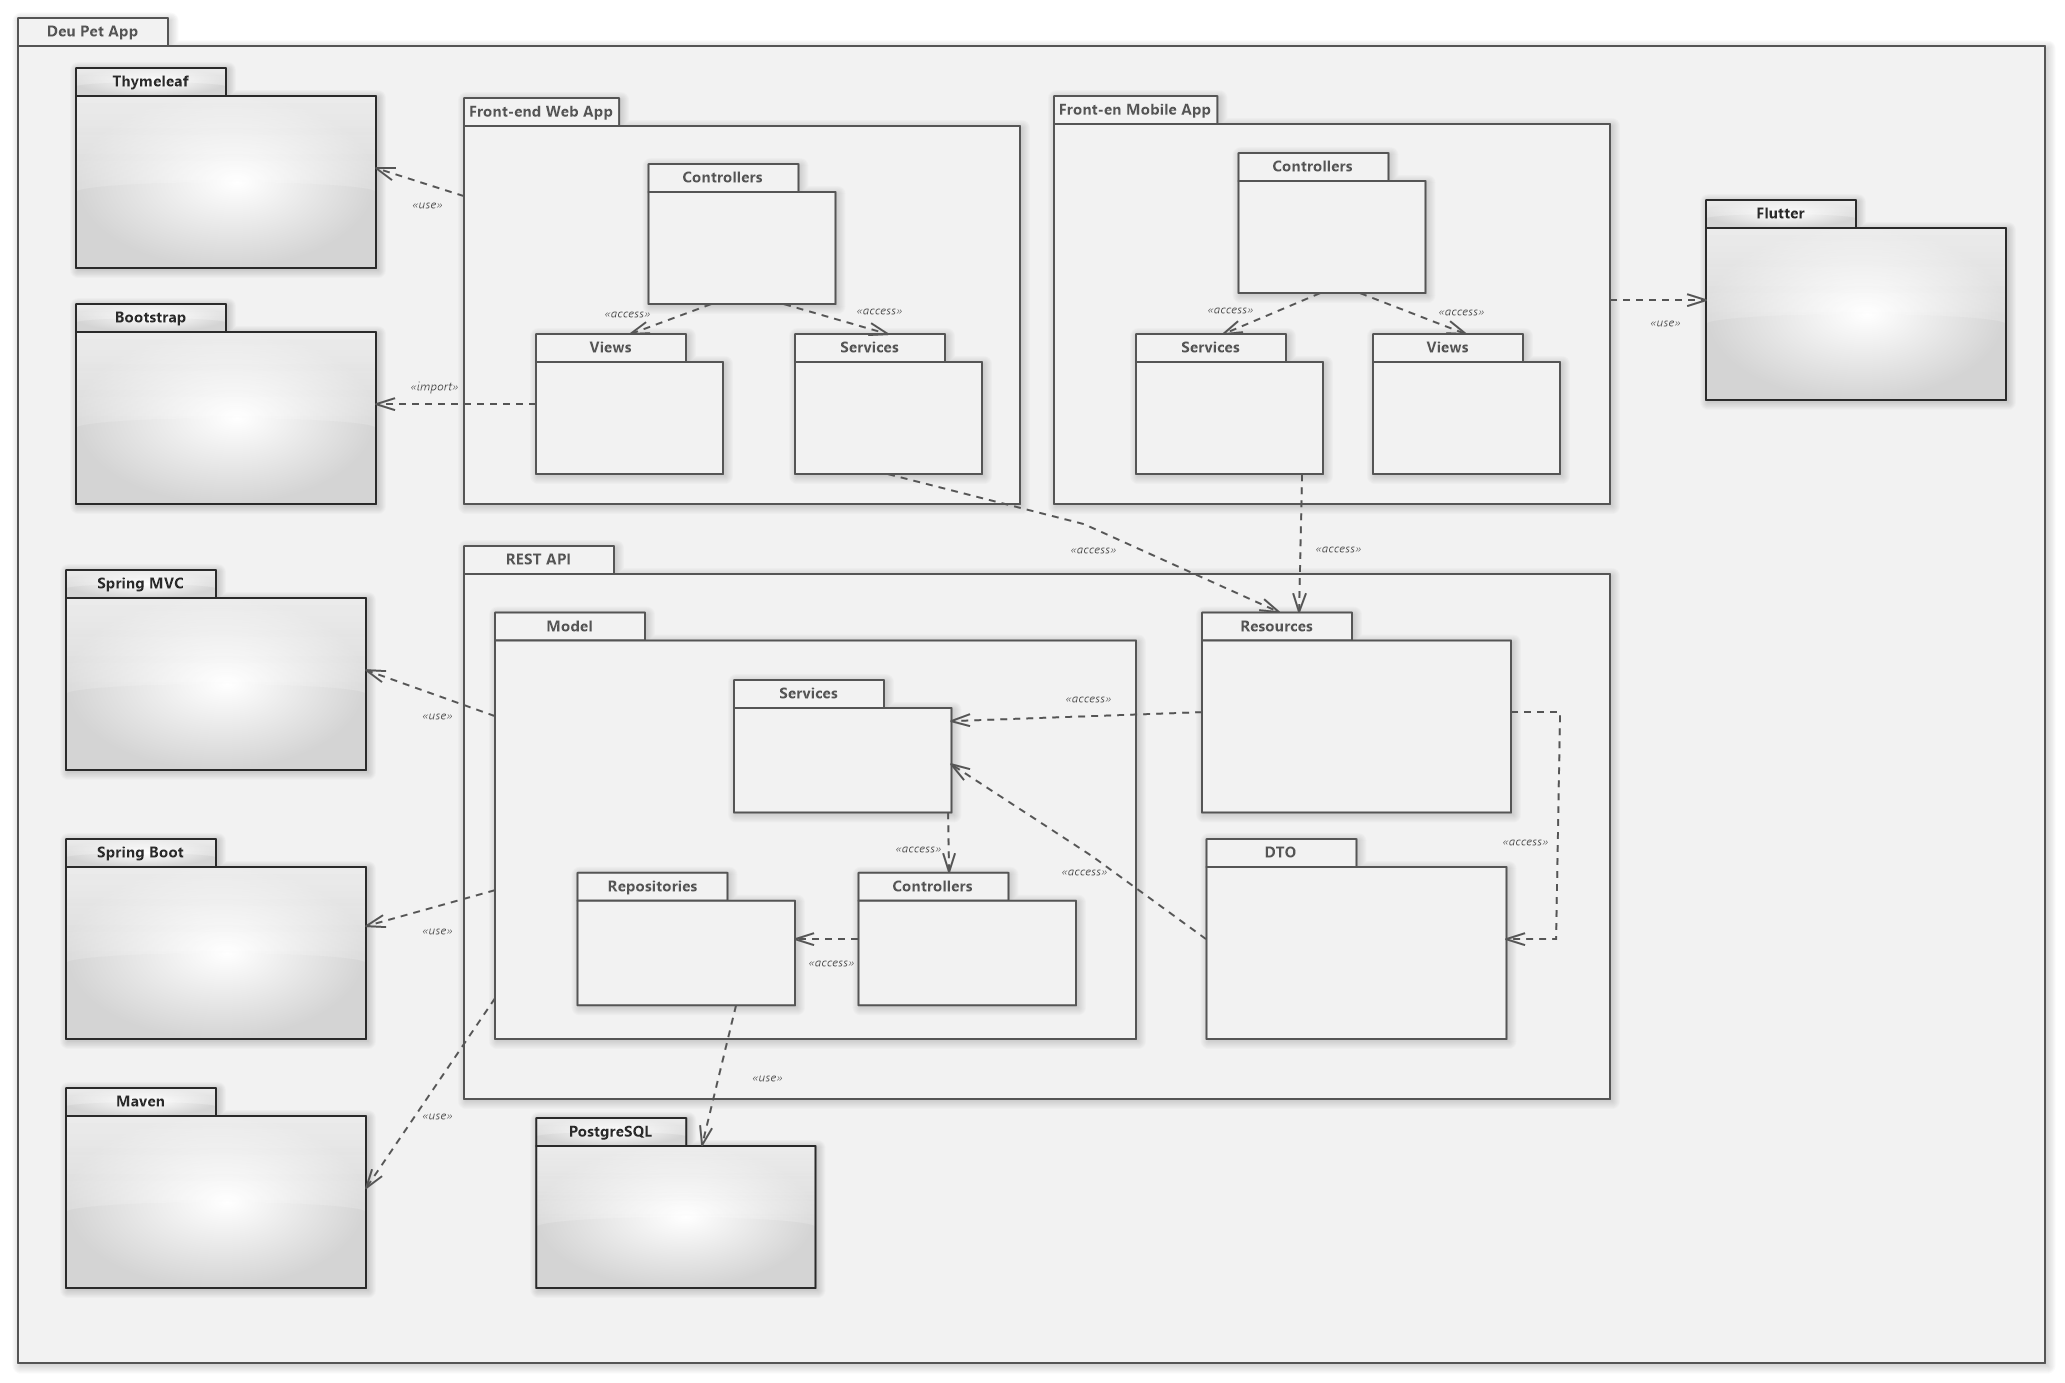 Deu Pet App
Thymeleaf
Front-end Web App
Front-en Mobile App
Controllers
Controllers
«use»
Flutter
«access»
«access»
«access»
«access»
«use»
Bootstrap
Views
Services
Services
Views
«import»
«access»
«access»
REST API
Spring MVC
Model
Resources
Services
«access»
«use»
«access»
Spring Boot
«access»
DTO
«access»
Repositories
Controllers
«use»
«access»
«use»
Maven
«use»
PostgreSQL